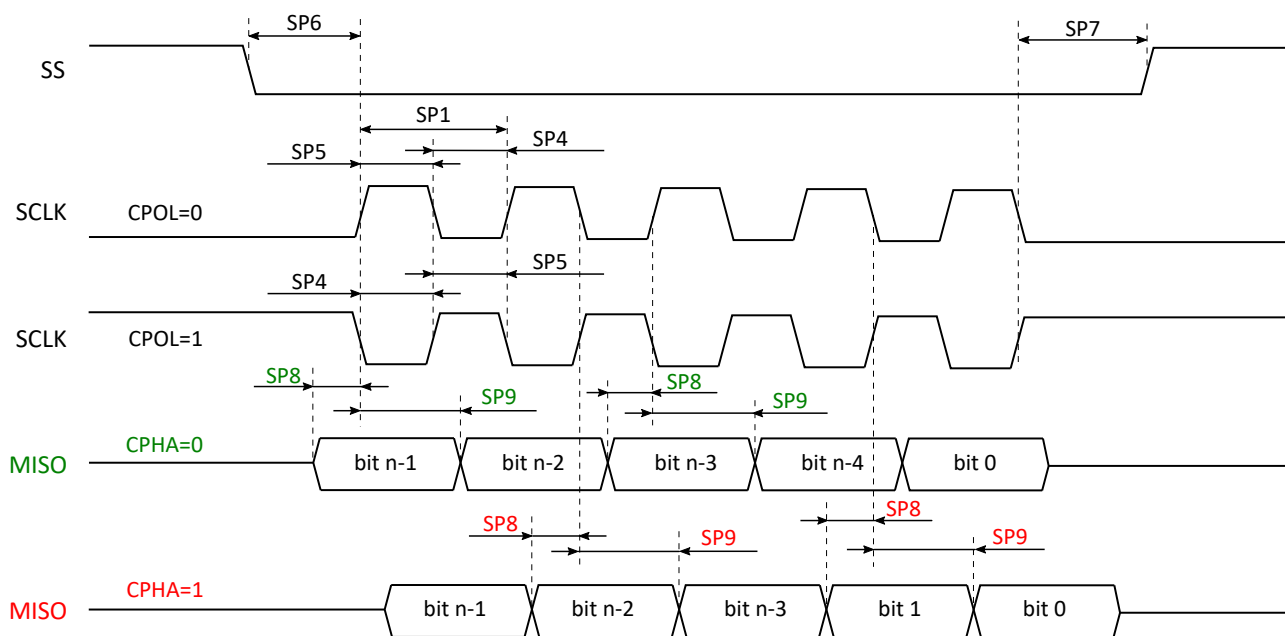 SP6
SP7
SS
SP1
SP4
SP5
SCLK CPOL=0
SP5
SP4
SCLK CPOL=1
SP8 SP8
SP9 SP9
CPHA=0
MISO bit n-1 bit n-2 bit n-3 bit n-4 bit 0
SP8 SP8
SP9 SP9
CPHA=1
MISO bit n-1 bit n-2 bit n-3 bit 1 bit 0